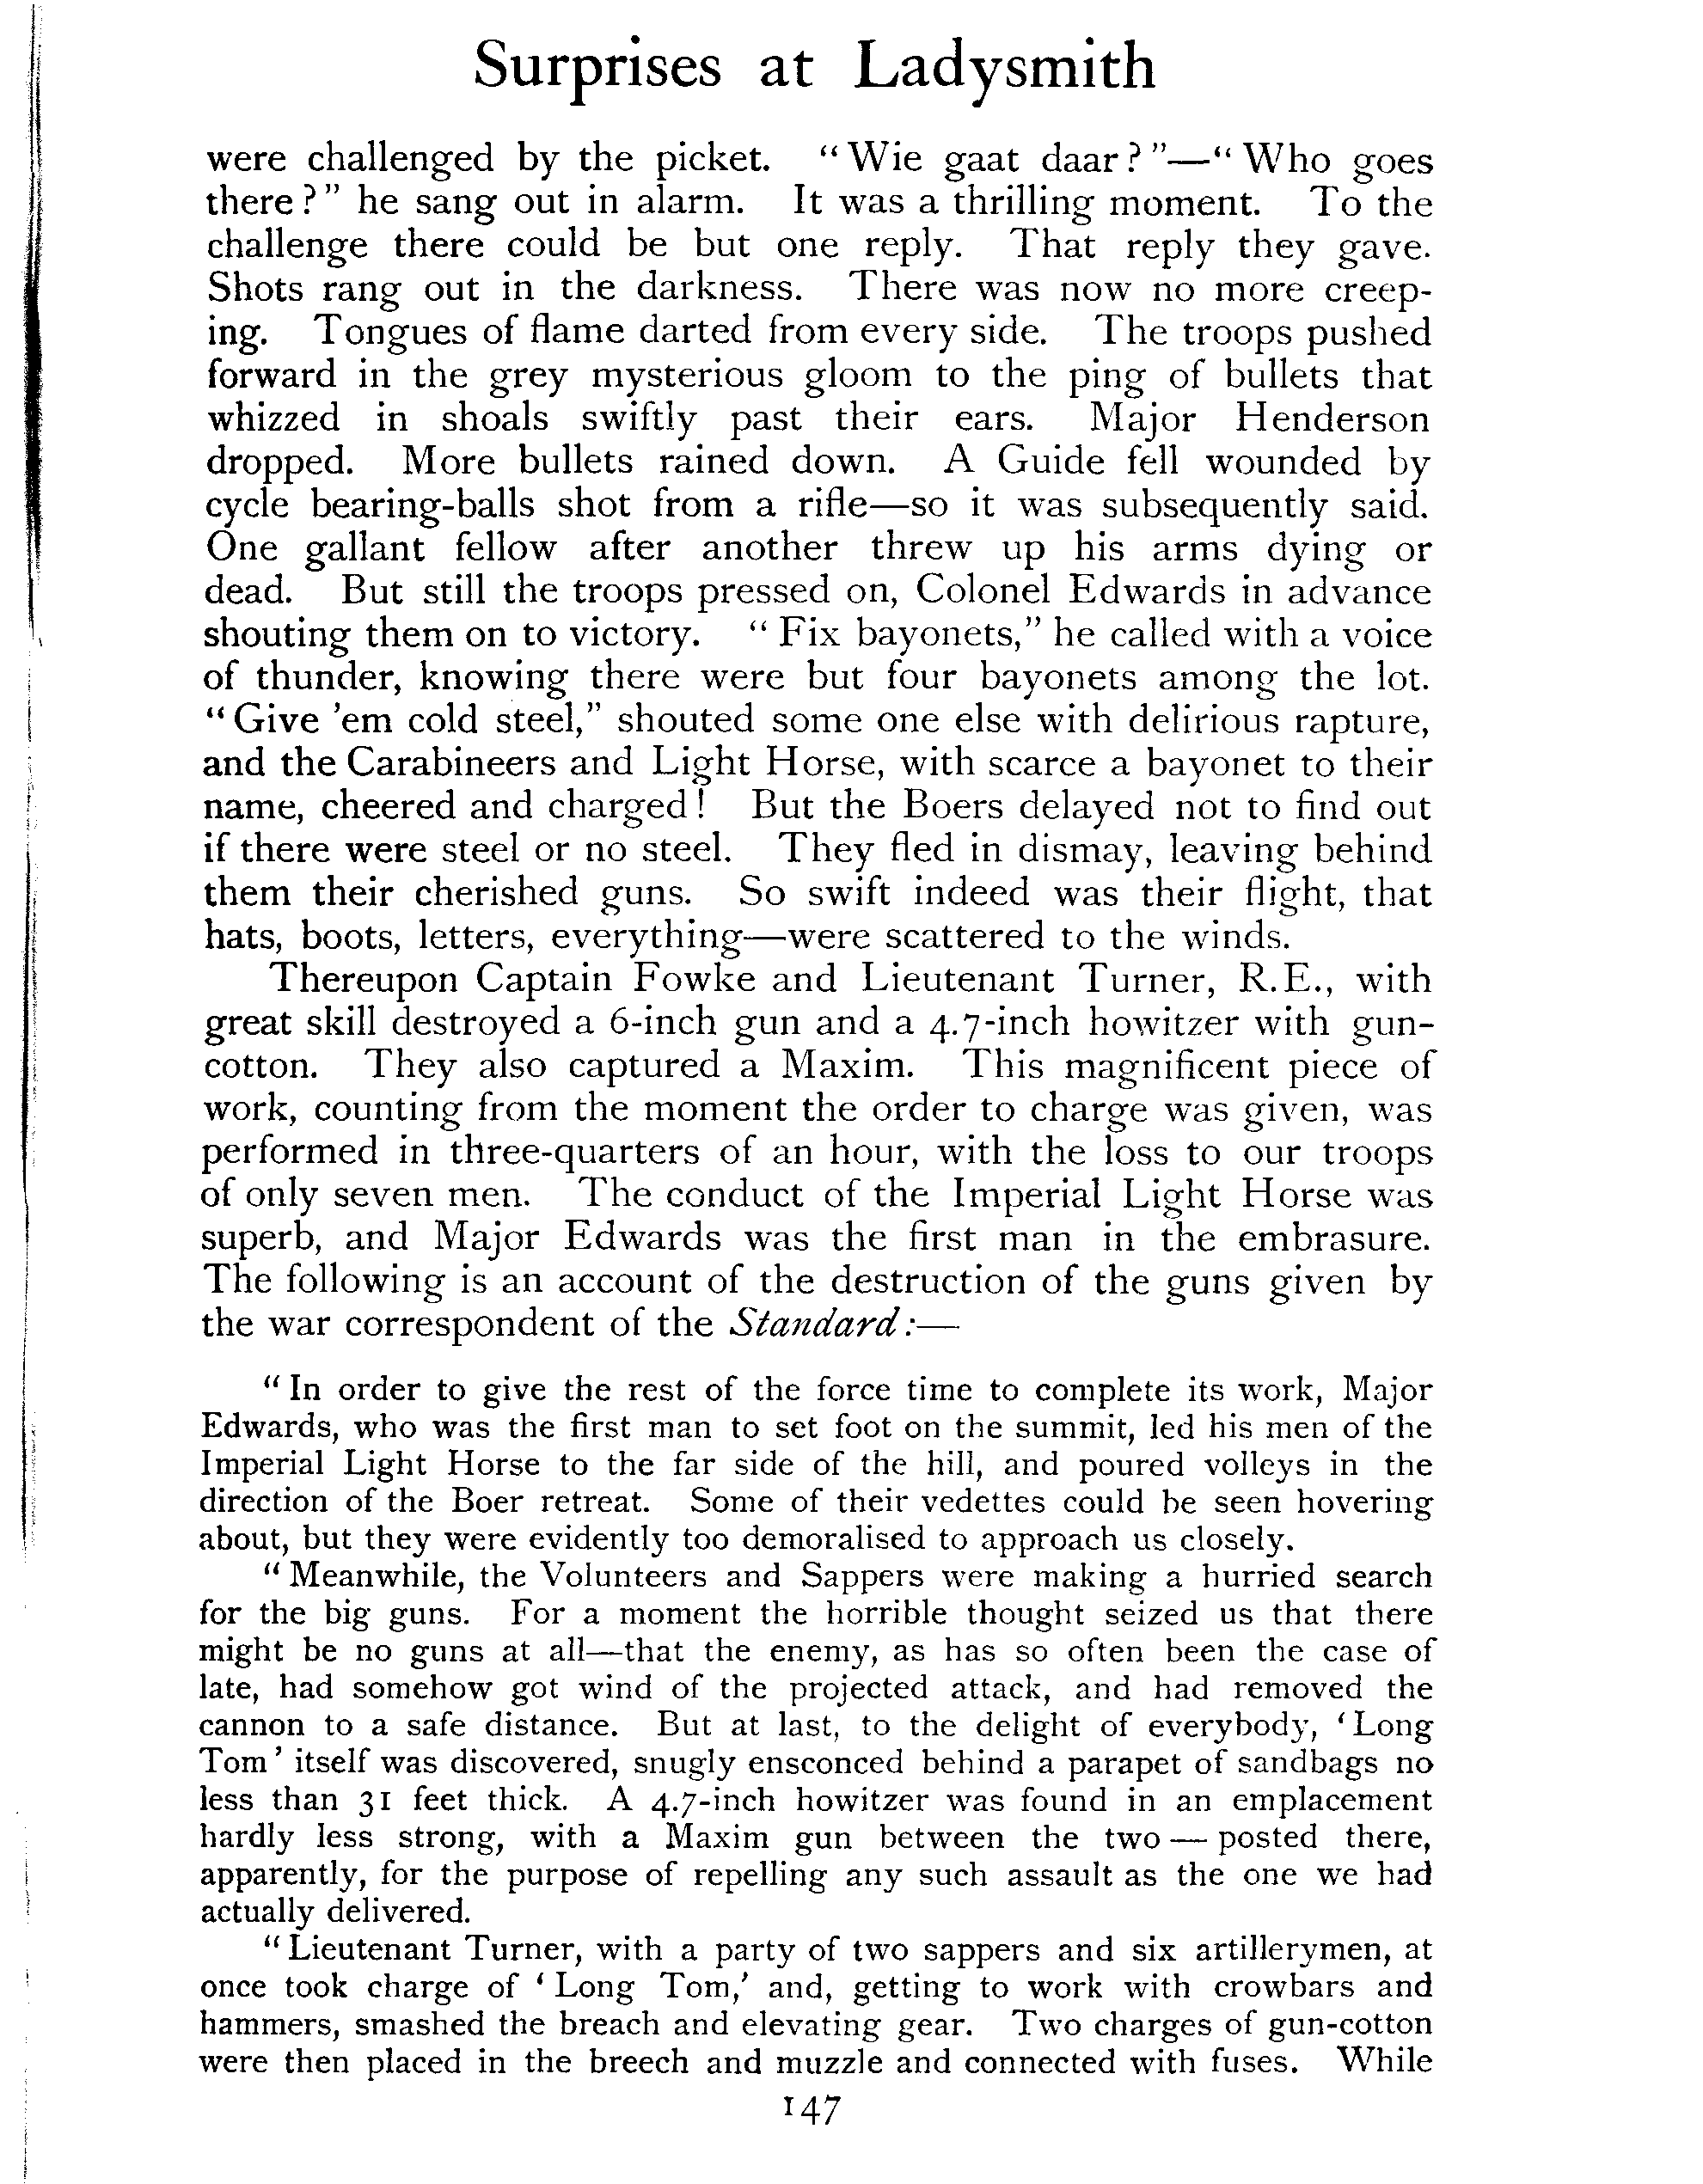 Surprises at Ladysmith
were challenged by the picket. "Wie gaat daar?"—"Who goes
there?" he sang out in alarm. It was a thrilling moment. To the
challenge there could be but one reply. That reply they gave.
Shots rang out in the darkness. There was now no more creep-
ing. Tongues of flame darted from every side. The troops pushed
forward in the grey mysterious gloom to the ping of bullets that
whizzed in shoals swiftly past their ears. Major Henderson
dropped. More bullets rained down. A Guide fell wounded by
cycle bearing-balls shot from a rifle—so it was subsequently said.
One gallant fellow after another threw up his arms dying or
dead. But still the troops pressed on, Colonel Edwards in advance
shouting them on to victory. "Fix bayonets," he called with a voice
of thunder, knowing there were but four bayonets among the lot.
"Give 'em cold steel," shouted some one else with delirious rapture,
and the Carabineers and Light Horse, with scarce a bayonet to their
name, cheered and charged! But the Boers delayed not to find out
if there were steel or no steel. They fled in dismay, leaving behind
them their cherished guns. So swift indeed was their flight, that
hats, boots, letters, everything—were scattered to the winds.
Thereupon Captain Fowke and Lieutenant Turner, R.E., with
great skill destroyed a 6-inch gun and a 4.7-inch howitzer with gun-
cotton. They also captured a Maxim. This magnificent piece of
work, counting from the moment the order to charge was given, was
performed in three-quarters of an hour, with the loss to our troops
of only seven men. The conduct of the Imperial Light Horse was
superb, and Major Edwards was the first man in the embrasure.
The following is an account of the destruction of the guns given by
the war correspondent of the Standard:—
"In order to give the rest of the force time to complete its work, Major
Edwards, who was the first man to set foot on the summit, led his men of the
Imperial Light Horse to the far side of the hill, and poured volleys in the
direction of the Boer retreat. Some of their vedettes could be seen hovering
about, but they were evidently too demoralised to approach us closely.
"Meanwhile, the Volunteers and Sappers were making a hurried search
for the big guns. For a moment the horrible thought seized us that there
might be no guns at all—that the enemy, as has so often been the case of
late, had somehow got wind of the projected attack, and had removed the
cannon to a safe distance. But at last, to the delight of everybody, 'Long
Tom' itself was discovered, snugly ensconced behind a parapet of sandbags no
less than 31 feet thick. A 4.7-inch howitzer was found in an emplacement
hardly less strong, with a Maxim gun between the two — posted there,
apparently, for the purpose of repelling any such assault as the one we had
actually delivered.
"Lieutenant Turner, with a party of two sappers and six artillerymen, at
once took charge of 'Long Tom,' and, getting to work with crowbars and
hammers, smashed the breach and elevating gear. Two charges of gun-cotton
were then placed in the breech and muzzle and connected with fuses. While
147